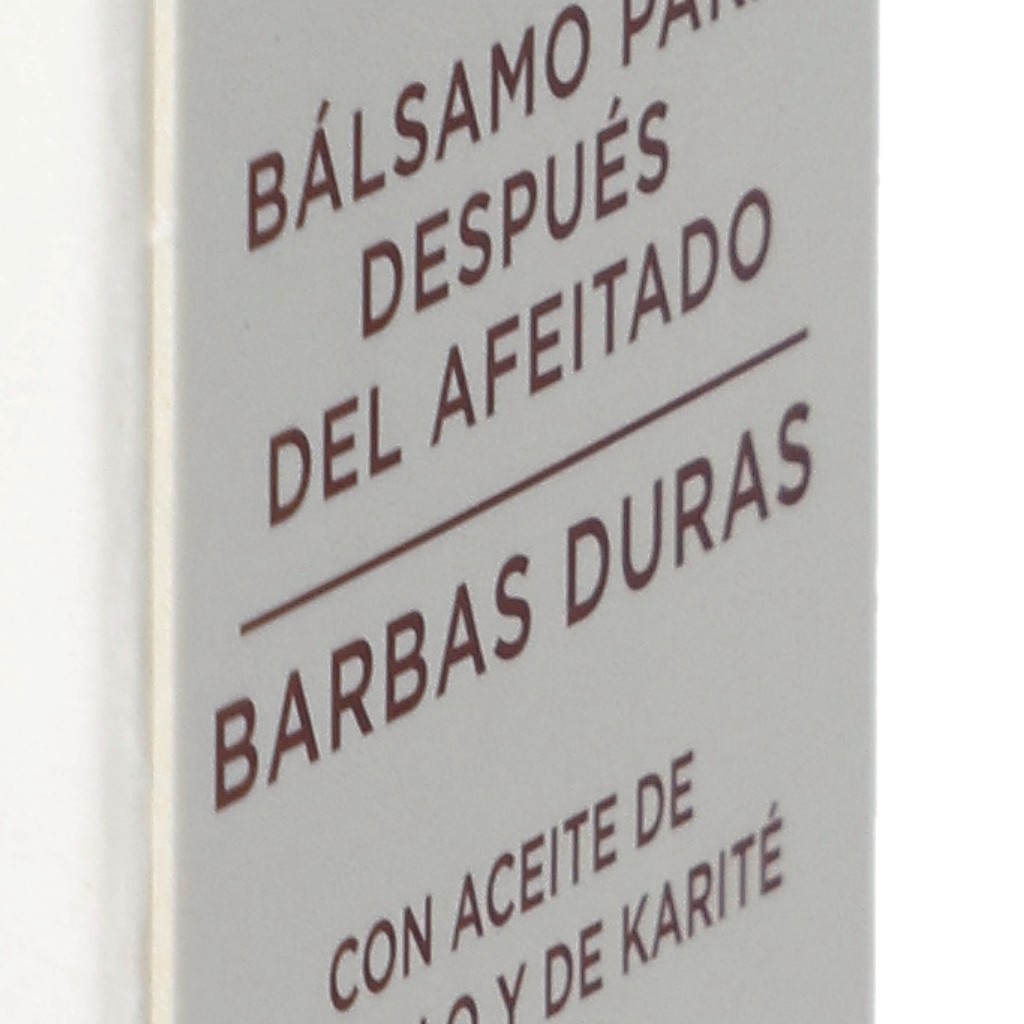 BÁLSAMO
DESPUÉS
DEL AFEITADO
BARBAS DURAS
CON ACEITE DE
Y DE KARITÉ